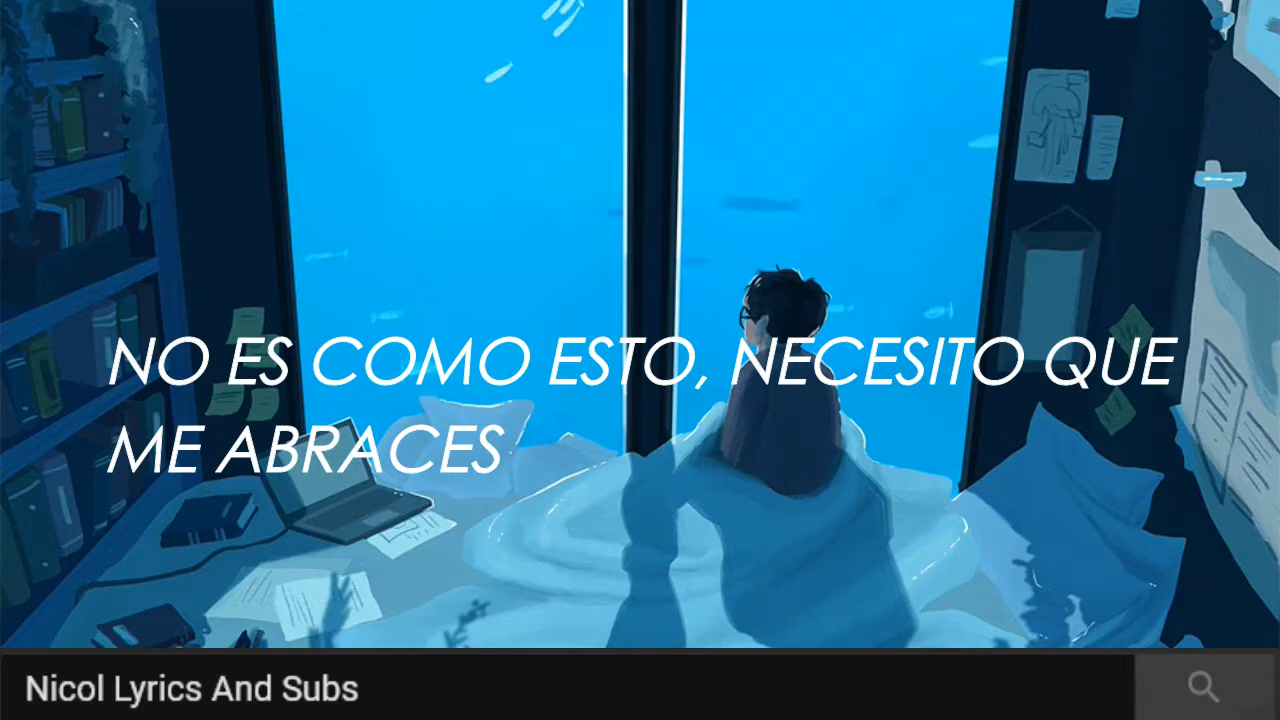 NO ES COMO ESTO, NECESITO QUE
ME ABRACES
Nicol Lyrics And Subs